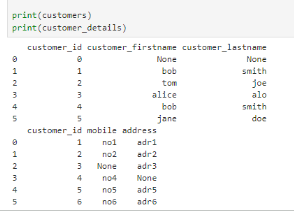 print(customers)
print(customer_details)
customer_id customer_firstname customer_lastname
0 0 None None
1 1 bob smith
2 2 tom joe
3 3 alice alo
4 4 bob smith
5 5 jane doe
customer_id mobile address
0 1 no1 adr1
1 2 no2 adr2
2 3 None adr3
3 4 no4 None
4 5 no5 adr5
5 6 no6 adr6